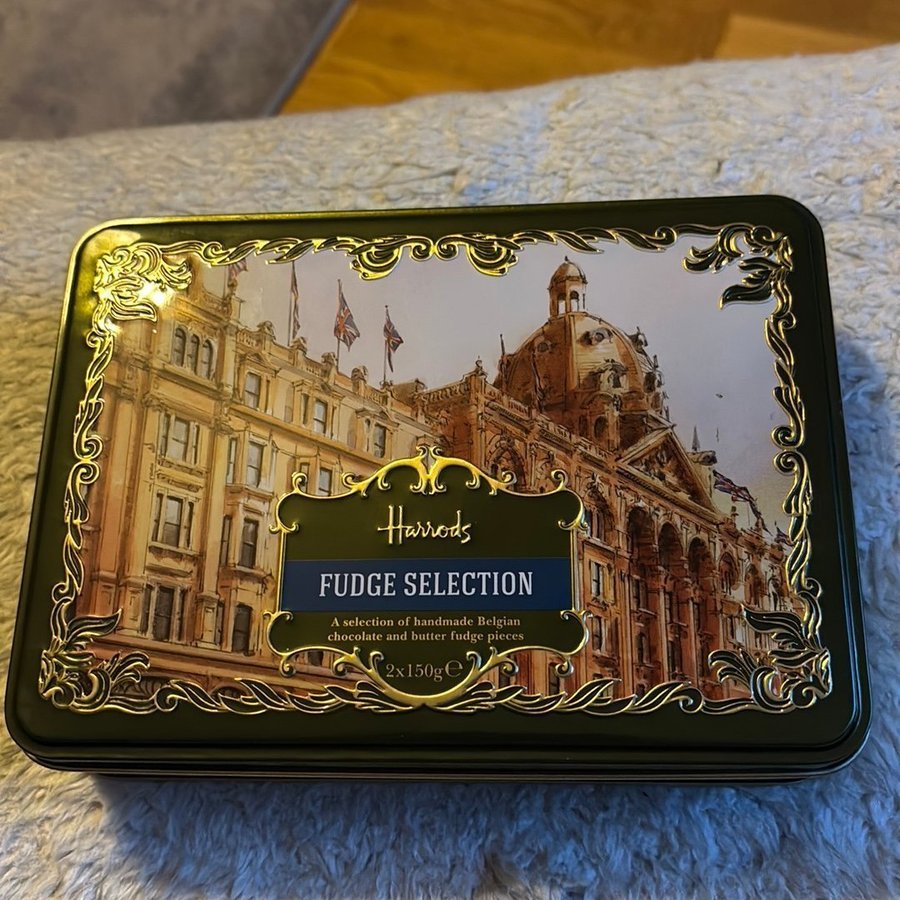 Harrods
FUDGE SELECTION
A selection of handmade Belgian
chocolate and butter fudge pieces
2x150g℮